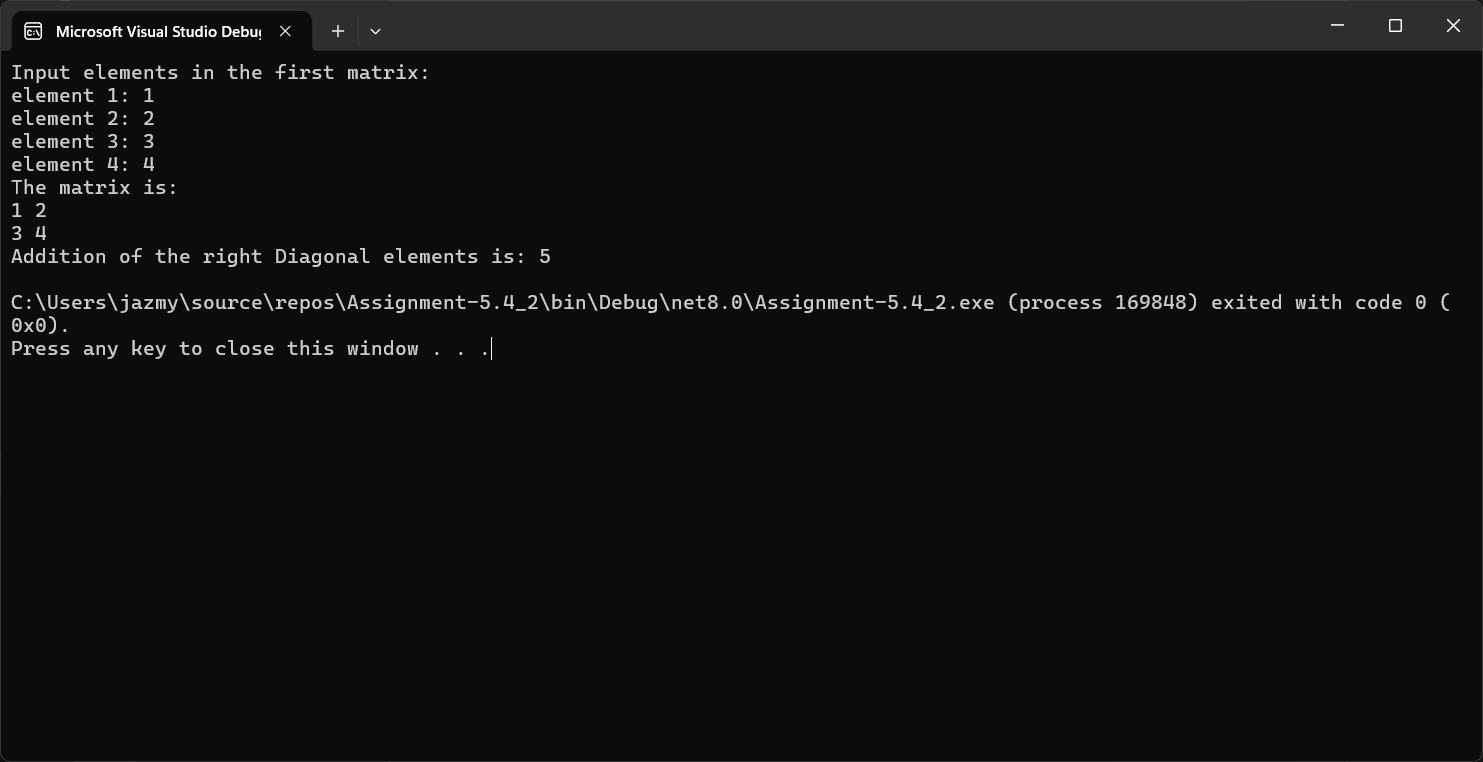 Microsoft Visual Studio Debu
Input elements in the first matrix:
element 1: 1
element 2: 2
element 3: 3
element 4: 4
The matrix is:
1 2
3 4
Addition of the right Diagonal elements is: 5
C:\Users\jazmy\source\repos\Assignment-5.4_2\bin\Debug\net8.0\Assignment-5.4_2.exe (process 169848) exited with code 0 (
0x0).
Press any key to close this window . . .